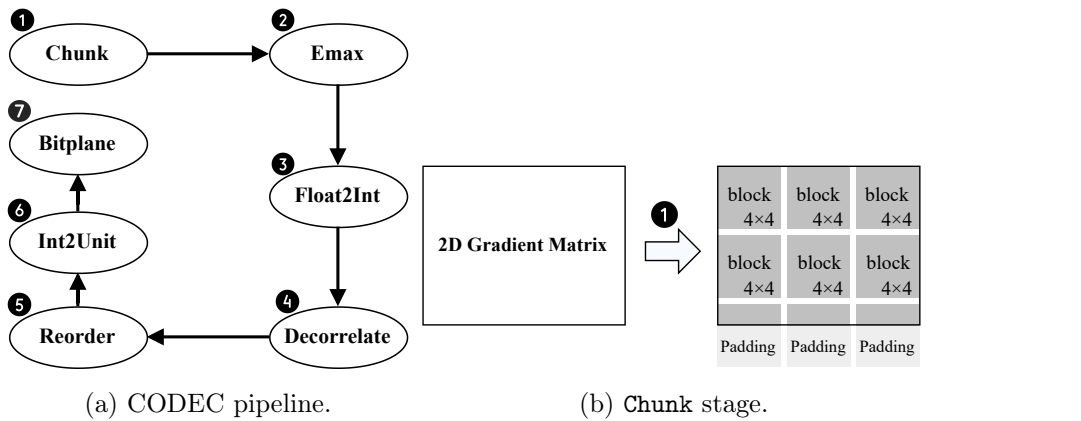 1
Chunk
2
Emax
3
Float2Int
4
Decorrelate
5
Reorder
6
Int2Unit
7
Bitplane
(a) CODEC pipeline.
2D Gradient Matrix
1
block block block
4×4 4×4 4×4
block block block
4×4 4×4 4×4
Padding Padding Padding
(b) Chunk stage.